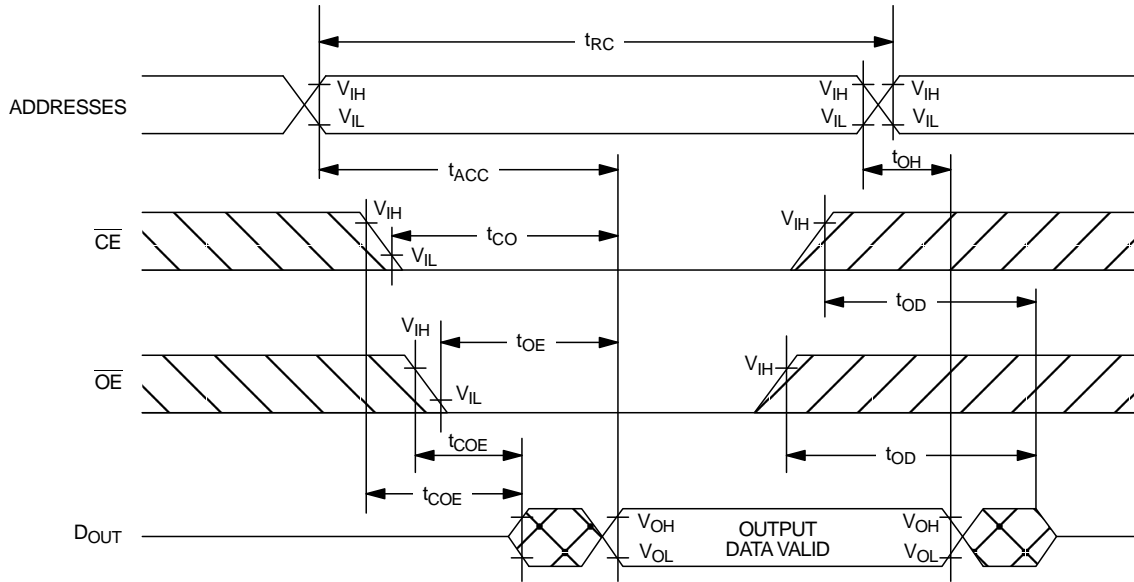 tRC
ADDRESSES
VIH
VIL
VIH
VIL
VIH
VIL
tACC
tOH
CE
VIH
VIL
tCO
VIH
tOD
OE
VIH
VIL
tOE
VIH
tCOE
tOD
tCOE
DOUT
VOH
VOL
OUTPUT
DATA VALID
VOH
VOL